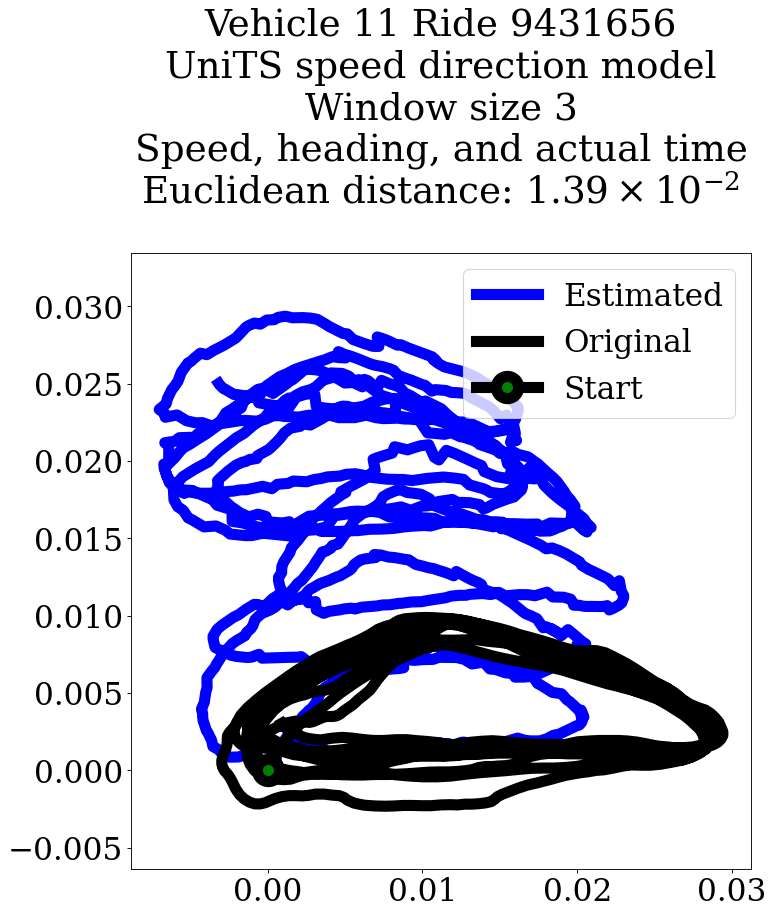 Vehicle 11 Ride 9431656
UniTS speed direction model
Window size 3
Speed, heading, and actual time
Euclidean distance: 1.39 × 10⁻²
Estimated
Original
Start
0.030
0.025
0.020
0.015
0.010
0.005
0.000
−0.005
0.00 0.01 0.02 0.03